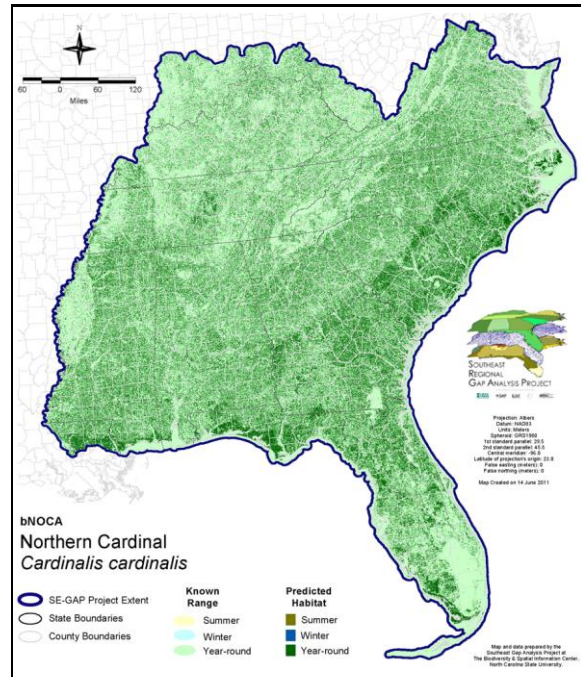 N
60 0 60 120
Miles
SOUTHEAST
REGIONAL
GAP ANALYSIS PROJECT
Projection: Albers
Datum: NAD83
Units: Meters
Spheroid: GRS1980
1st standard parallel: 29.5
2nd standard parallel: 45.5
Central meridian: -96.0
Latitude of projection's origin: 23.0
False easting (meters): 0
False northing (meters): 0
Map Created on 14 June 2011
bNOCA
Northern Cardinal
Cardinalis cardinalis
SE-GAP Project Extent
State Boundaries
County Boundaries
Known
Range
Summer
Winter
Year-round
Predicted
Habitat
Summer
Winter
Year-round
Map and data prepared by the
Southeast Gap Analysis Project at
The Biodiversity & Spatial Information Center,
North Carolina State University.